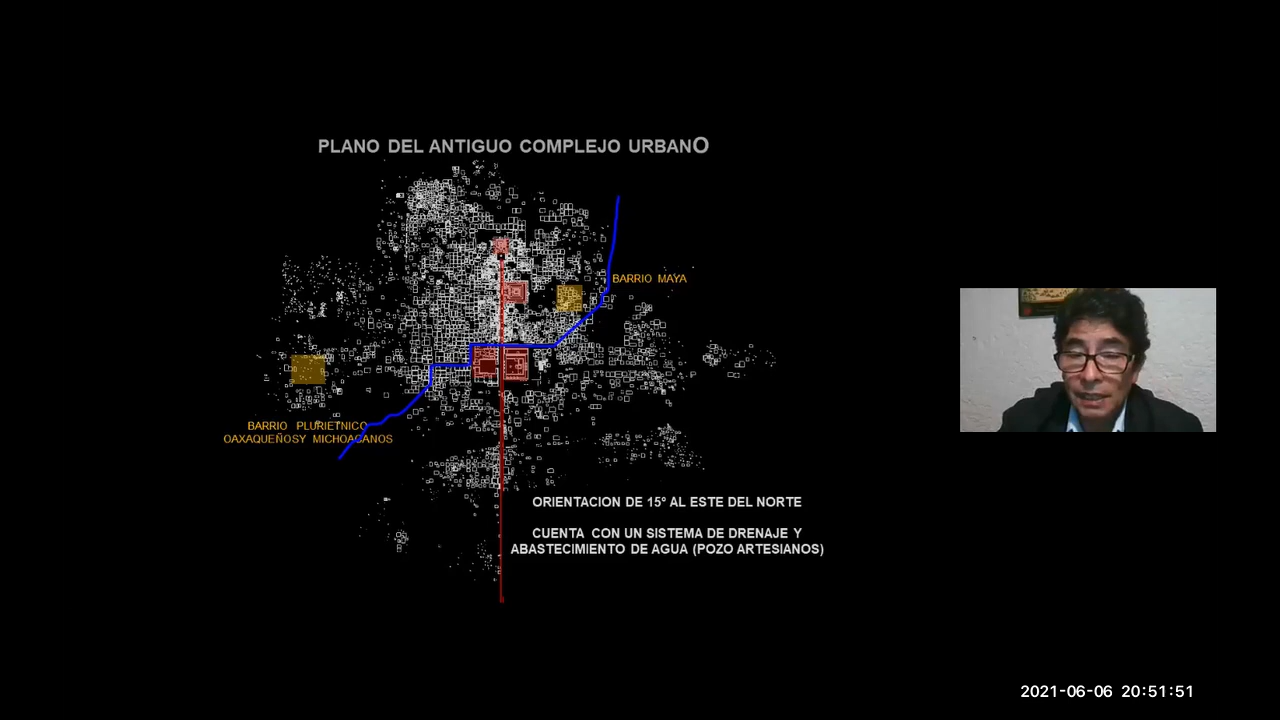 PLANO DEL ANTIGUO COMPLEJO URBANO
BARRIO MAYA
BARRIO PLURIETNICO
OAXAQUEÑOSY MICHOACANOS
ORIENTACION DE 15º AL ESTE DEL NORTE
CUENTA CON UN SISTEMA DE DRENAJE Y
ABASTECIMIENTO DE AGUA (POZO ARTESIANOS)
2021-06-06 20:51:51